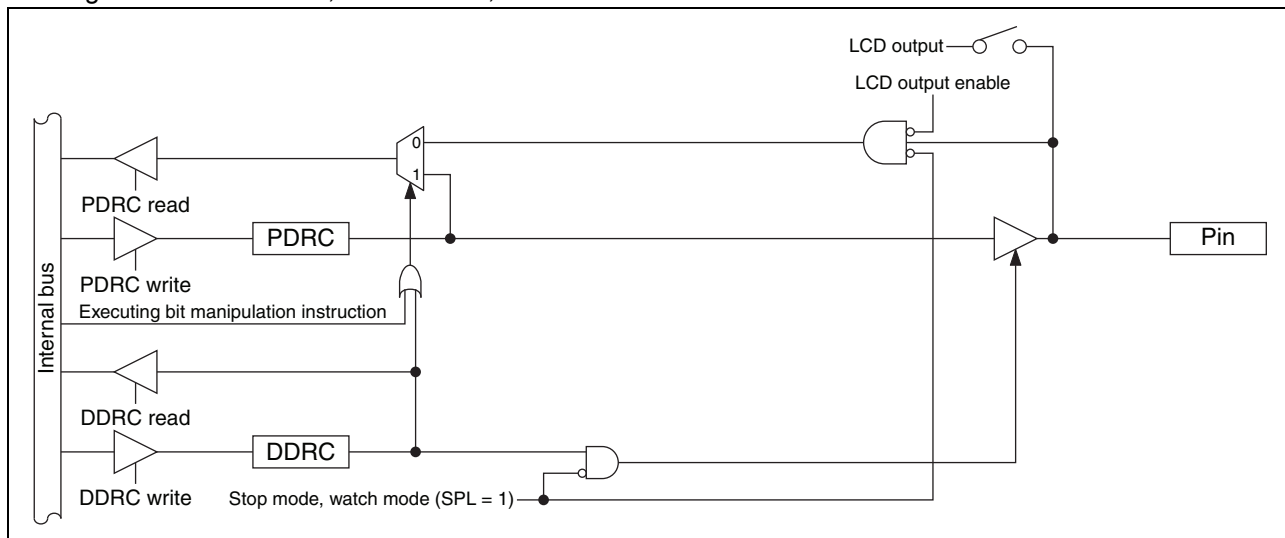 LCD output
LCD output enable
0
1
PDRC read
PDRC
Pin
PDRC write
Executing bit manipulation instruction
Internal bus
DDRC read
DDRC
DDRC write
Stop mode, watch mode (SPL = 1)